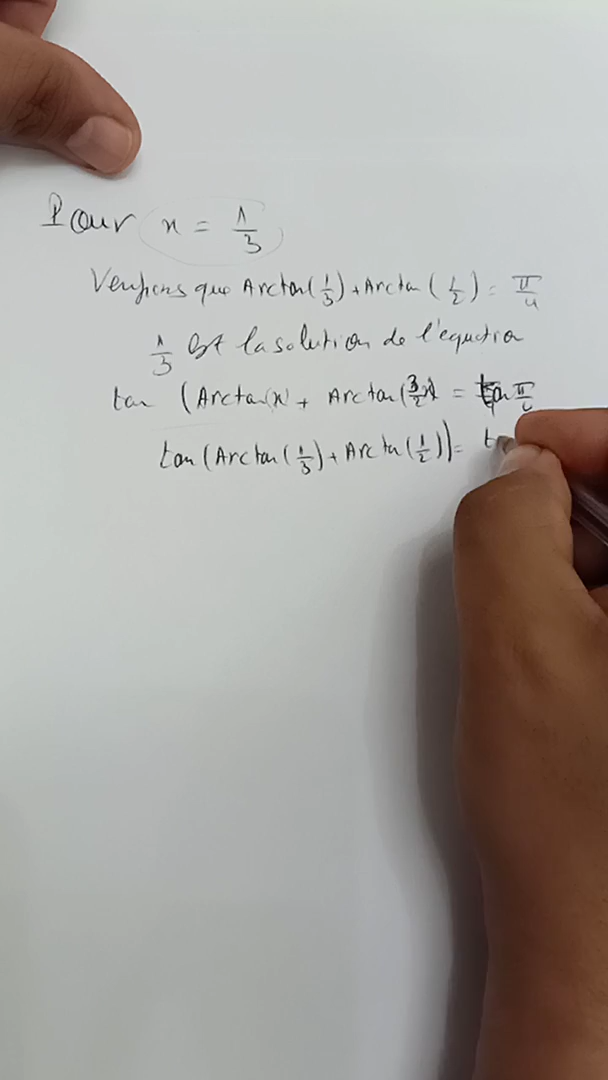 Pour x = 1/3
Verifions que Arctan(1/3) + Arctan(1/2) = π/4
1/3 est la solution de l'equation
tan (Arctan(x) + Arctan(3/2 x) = tan π/4
tan (Arctan(1/3) + Arctan(1/2)) = t